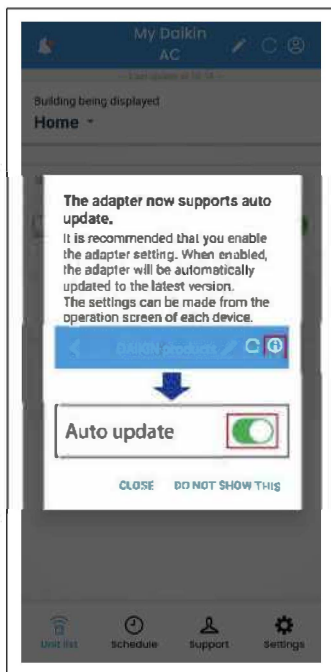 My Daikin
AC
Building being displayed
Home
The adapter now supports auto
update.
It is recommended that you enable
the adapter setting. When enabled,
the adapter will be automatically
updated to the latest version.
The settings can be made from the
operation screen of each device.
DAIKIN products
Auto update
CLOSE DO NOT SHOW THIS
Unit list Schedule Support Settings